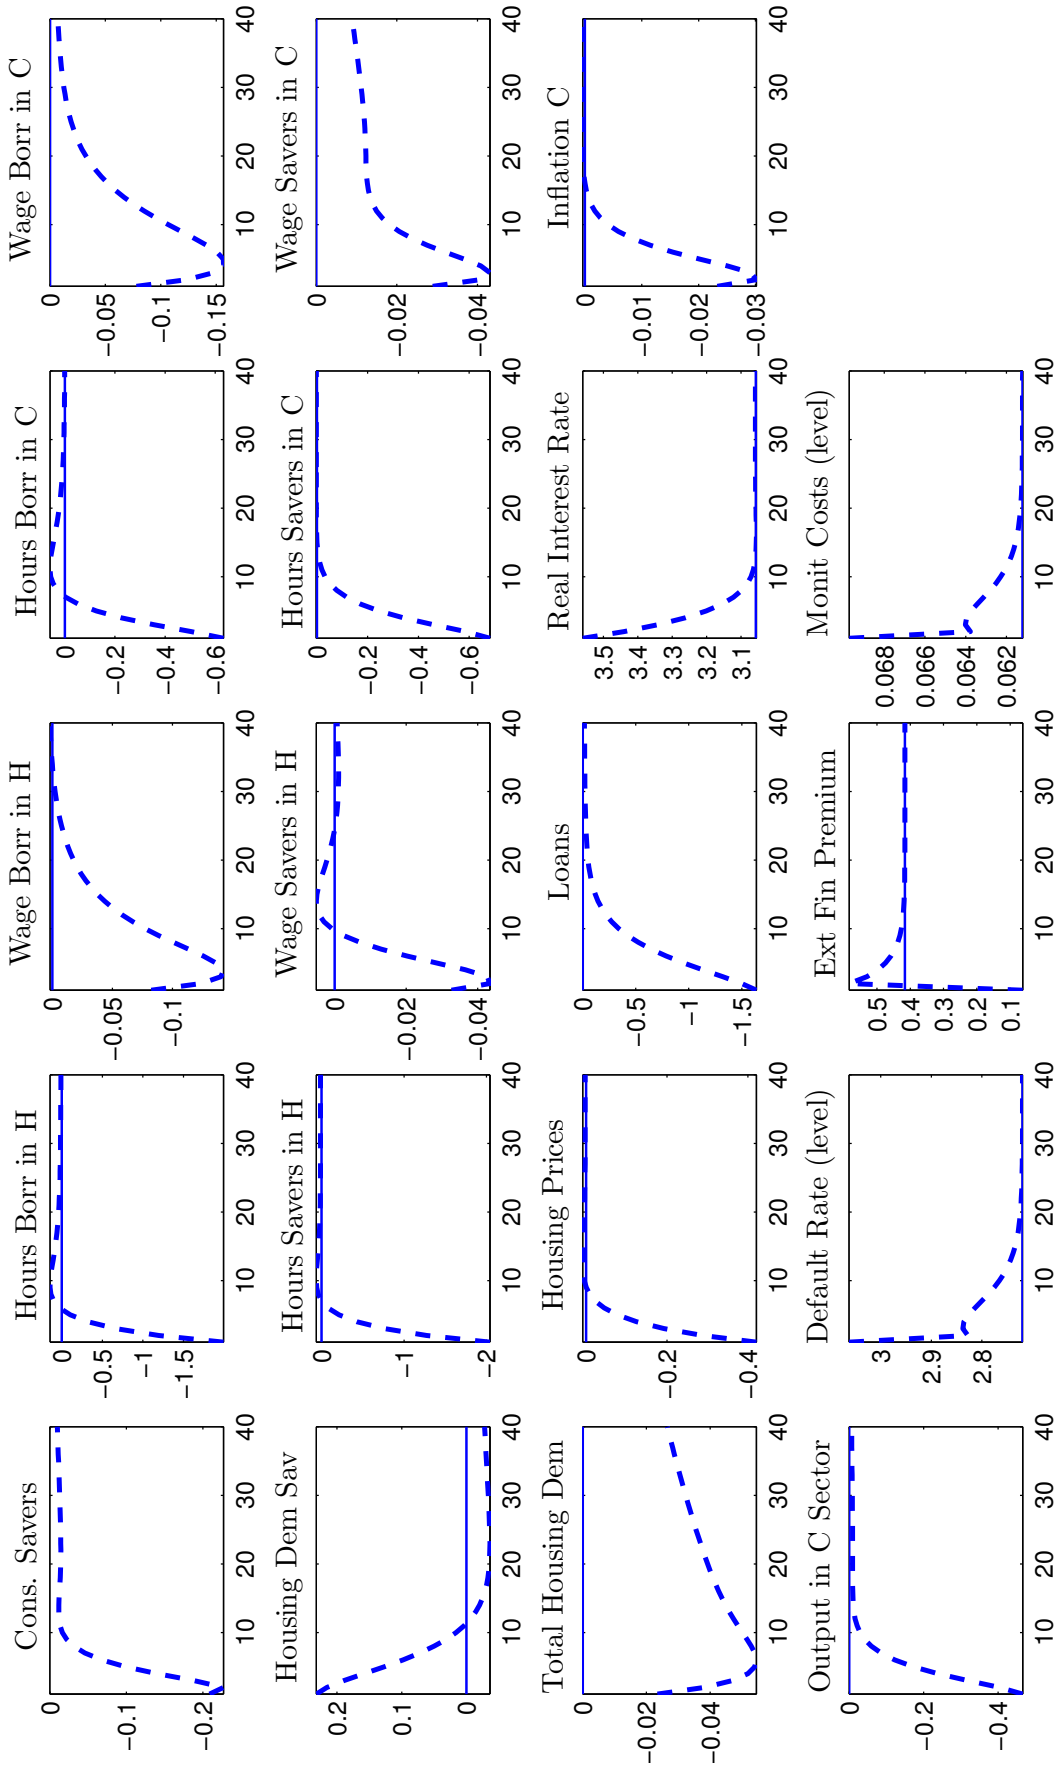 Cons. Savers
0
−0.1
−0.2
10 20 30 40
Hours Borr in H
0
−0.5
−1
−1.5
10 20 30 40
Wage Borr in H
0
−0.05
−0.1
10 20 30 40
Hours Borr in C
0
−0.2
−0.4
−0.6
10 20 30 40
Wage Borr in C
0
−0.05
−0.1
−0.15
10 20 30 40
Housing Dem Sav
0.2
0.1
0
10 20 30 40
Hours Savers in H
0
−1
−2
10 20 30 40
Wage Savers in H
0
−0.02
−0.04
10 20 30 40
Hours Savers in C
0
−0.2
−0.4
−0.6
10 20 30 40
Wage Savers in C
0
−0.02
−0.04
10 20 30 40
Total Housing Dem
0
−0.02
−0.04
10 20 30 40
Housing Prices
0
−0.2
−0.4
10 20 30 40
Loans
0
−0.5
−1
−1.5
10 20 30 40
Real Interest Rate
3.5
3.4
3.3
3.2
3.1
10 20 30 40
Inflation C
0
−0.01
−0.02
−0.03
10 20 30 40
Output in C Sector
0
−0.2
−0.4
10 20 30 40
Default Rate (level)
3
2.9
2.8
10 20 30 40
Ext Fin Premium
0.5
0.4
0.3
0.2
0.1
10 20 30 40
Monit Costs (level)
0.068
0.066
0.064
0.062
10 20 30 40